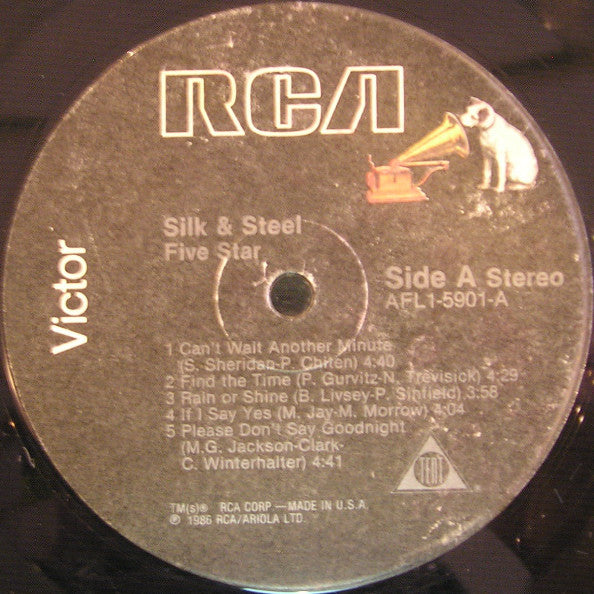 RCA
Victor
Silk & Steel
Five Star
Side A Stereo
AFL1-5901-A
1 Can't Wait Another Minute
(S. Sheridan-P. Chiten) 4:40
2 Find the Time (P. Gurvitz-N. Trevisick) 4:29
3 Rain or Shine (B. Livsey-P. Sinfield) 3:58
4 If I Say Yes (M. Jay-M. Morrow) 4:04
5 Please Don't Say Goodnight
(M.G. Jackson-Clark-
C. Winterhalter) 4:41
TENT
TM(s)® RCA CORP.—MADE IN U.S.A.
℗ 1986 RCA/ARIOLA LTD.